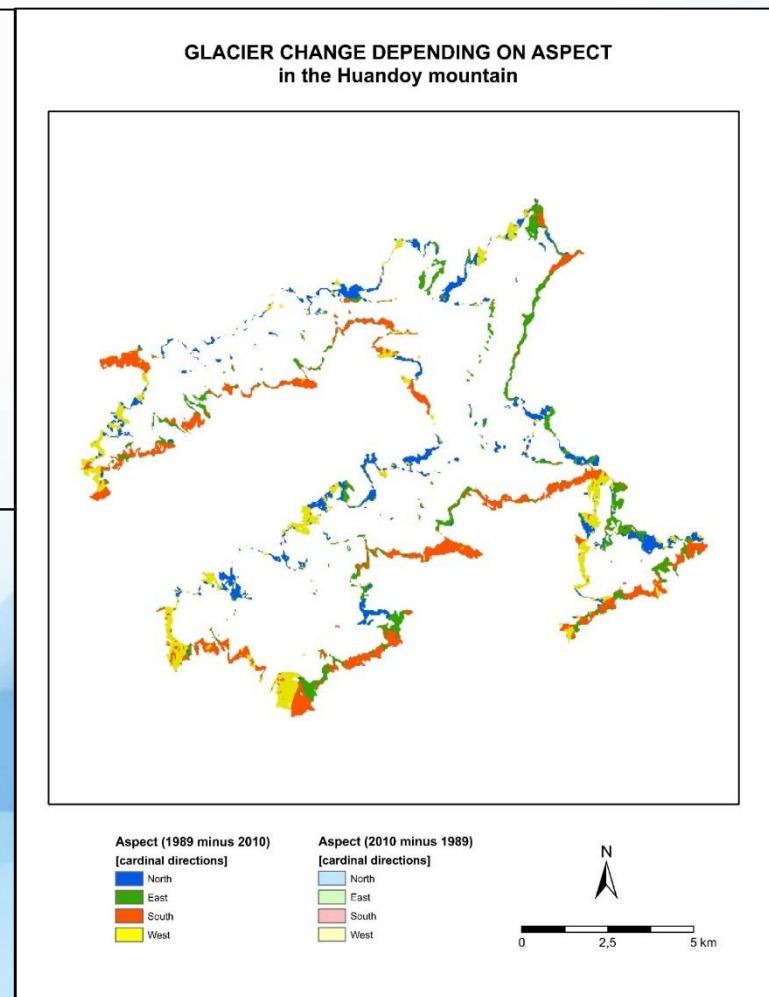 GLACIER CHANGE DEPENDING ON ASPECT
in the Huandoy mountain
Aspect (1989 minus 2010)
[cardinal directions]
North
East
South
West
Aspect (2010 minus 1989)
[cardinal directions]
North
East
South
West
N
0 2,5 5 km